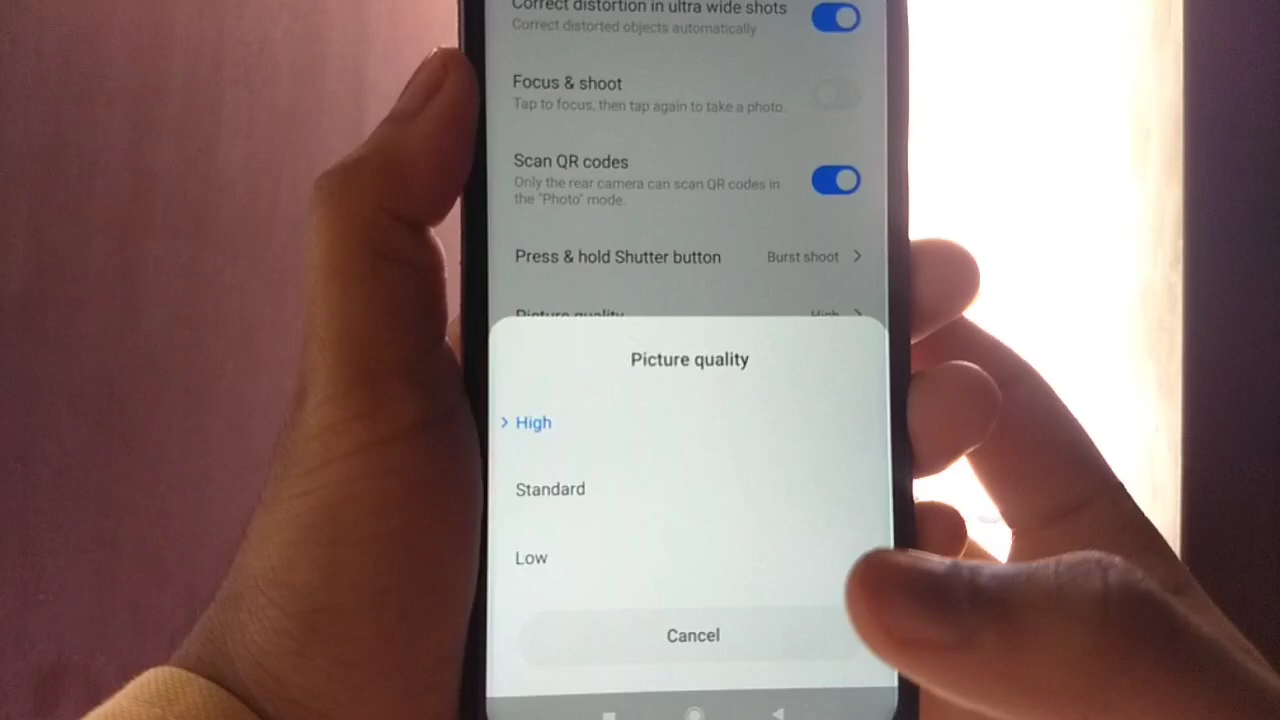 Correct distortion in ultra wide shots
Correct distorted objects automatically
Focus & shoot
Tap to focus, then tap again to take a photo.
Scan QR codes
Only the rear camera can scan QR codes in
the "Photo" mode.
Press & hold Shutter button Burst shoot
Picture quality High
Picture quality
High
Standard
Low
Cancel